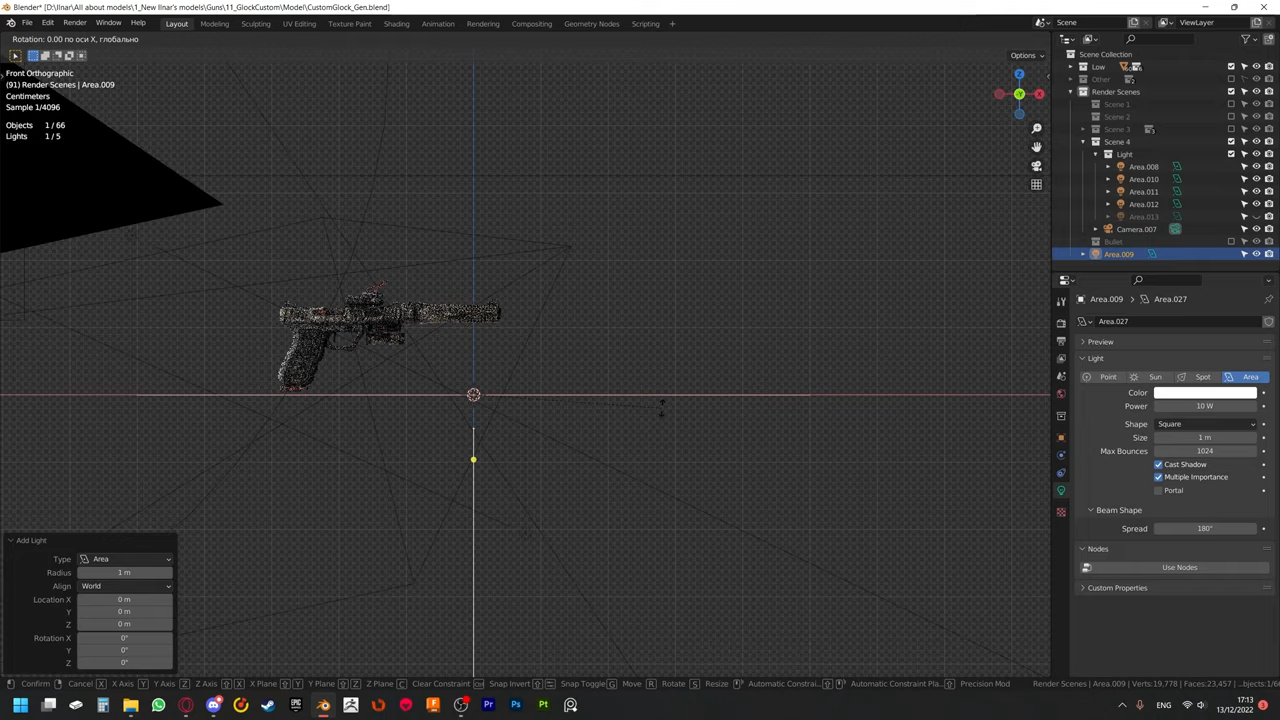 Blender* [D:\Ilnar\All about models\1_New Ilnar's Models\Guns\11_GlockCustom\Model\CustomGlock_Gen.blend]
File Edit Render Window Help Layout Modeling Sculpting UV Editing Texture Paint Shading Animation Rendering Compositing Geometry Nodes Scripting + Scene ViewLayer
Rotation: 0.00 по оси X, глобально
Options
Front Orthographic
(91) Render Scenes | Area.009
Centimeters
Sample 1/4096
Objects 1 / 66
Lights 1 / 5
Z
-Y
X
Scene Collection
Low
Other
Render Scenes
Scene 1
Scene 2
Scene 3
Scene 4
Light
Area.008
Area.010
Area.011
Area.012
Area.013
Camera.007
Bullet
Area.009
Area.009 > Area.027
Area.027
Preview
Light
Point Sun Spot Area
Color
Power 10 W
Shape Square
Size 1 m
Max Bounces 1024
Cast Shadow
Multiple Importance
Portal
Beam Shape
Spread 180°
Nodes
Use Nodes
Custom Properties
Add Light
Type Area
Radius 1 m
Align World
Location X 0 m
Y 0 m
Z 0 m
Rotation X 0°
Y 0°
Z 0°
Confirm Cancel X X Axis Y Y Axis Z Z Axis X X Plane Y Y Plane Z Z Plane C Clear Constraint Snap Invert Snap Toggle G Move R Rotate S Resize Automatic Constrai... Automatic Constrai Pla... Precision Mod
Render Scenes | Area.009 | Verts:19,778 | Faces:23,457
17:13
ENG
13/12/2022